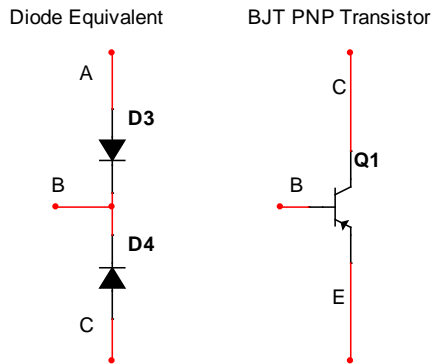 Diode Equivalent
BJT PNP Transistor
A
D3
B
D4
C
C
Q1
B
E